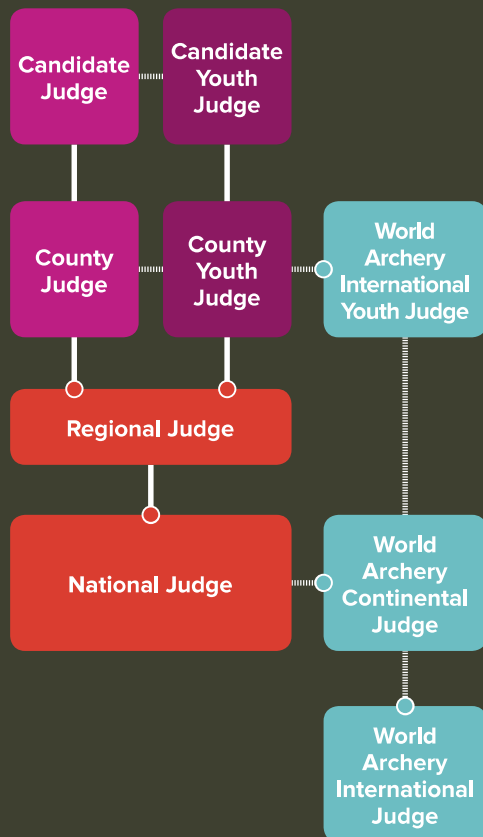 Candidate
Judge
Candidate
Youth
Judge
County
Judge
County
Youth
Judge
World
Archery
International
Youth Judge
Regional Judge
National Judge
World
Archery
Continental
Judge
World
Archery
International
Judge